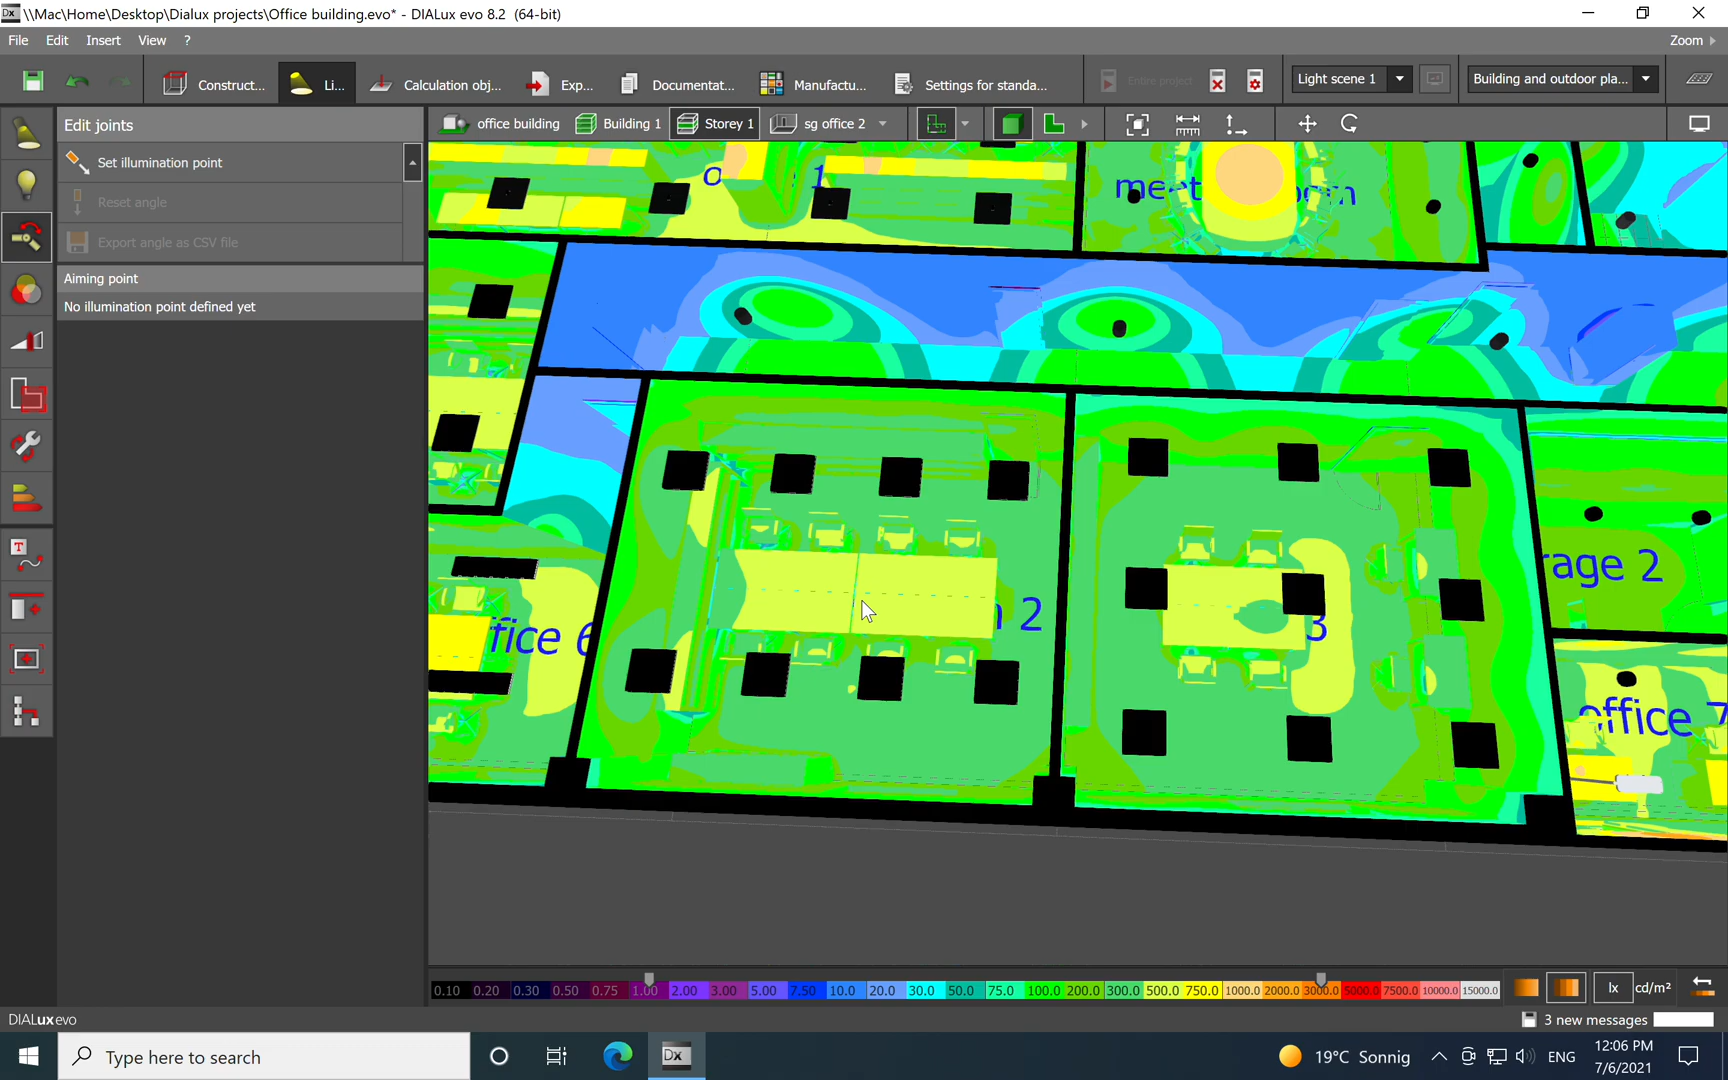 \\Mac\Home\Desktop\Dialux projects\Office building.evo* - DIALux evo 8.2 (64-bit)
File Edit Insert View ? Zoom
Construct... Li... Calculation obj... Exp... Documentat... Manufactu... Settings for standa... Entire project Light scene 1 Building and outdoor pla...
Edit joints
office building Building 1 Storey 1 sg office 2
Set illumination point
Reset angle
Export angle as CSV file
Aiming point
No illumination point defined yet
1
rage 2
n 2
3
fice 6
office 7
0.10 0.20 0.30 0.50 0.75 1.00 2.00 3.00 5.00 7.50 10.0 20.0 30.0 50.0 75.0 100.0 200.0 300.0 500.0 750.0 1000.0 2000.0 3000.0 5000.0 7500.0 10000.0 15000.0 lx cd/m²
DIALux evo
3 new messages
Type here to search
Dx
19°C Sonnig
ENG
12:06 PM
7/6/2021